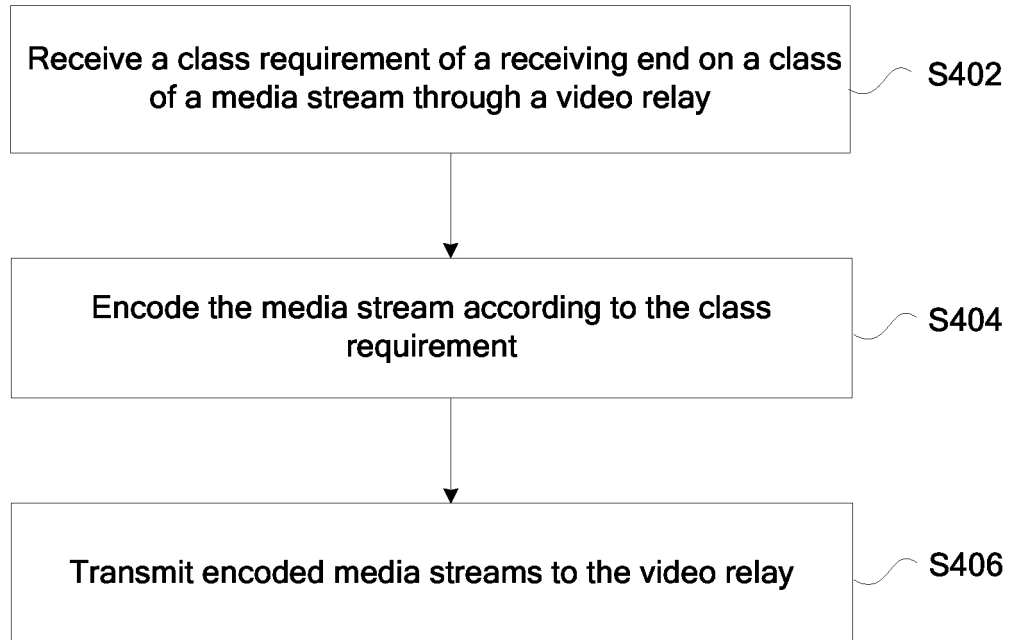 Receive a class requirement of a receiving end on a class
of a media stream through a video relay
S402
Encode the media stream according to the class
requirement
S404
Transmit encoded media streams to the video relay
S406